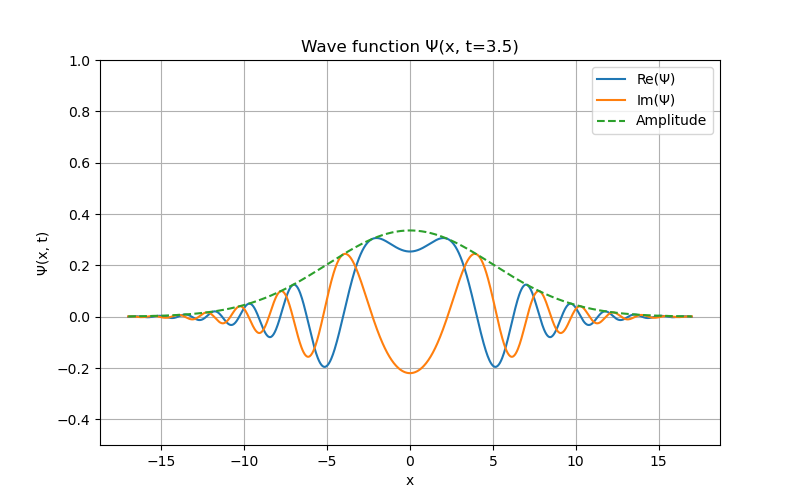 Wave function Ψ(x, t=3.5)
Re(Ψ)
Im(Ψ)
Amplitude
Ψ(x, t)
1.0
0.8
0.6
0.4
0.2
0.0
−0.2
−0.4
−15 −10 −5 0 5 10 15
x